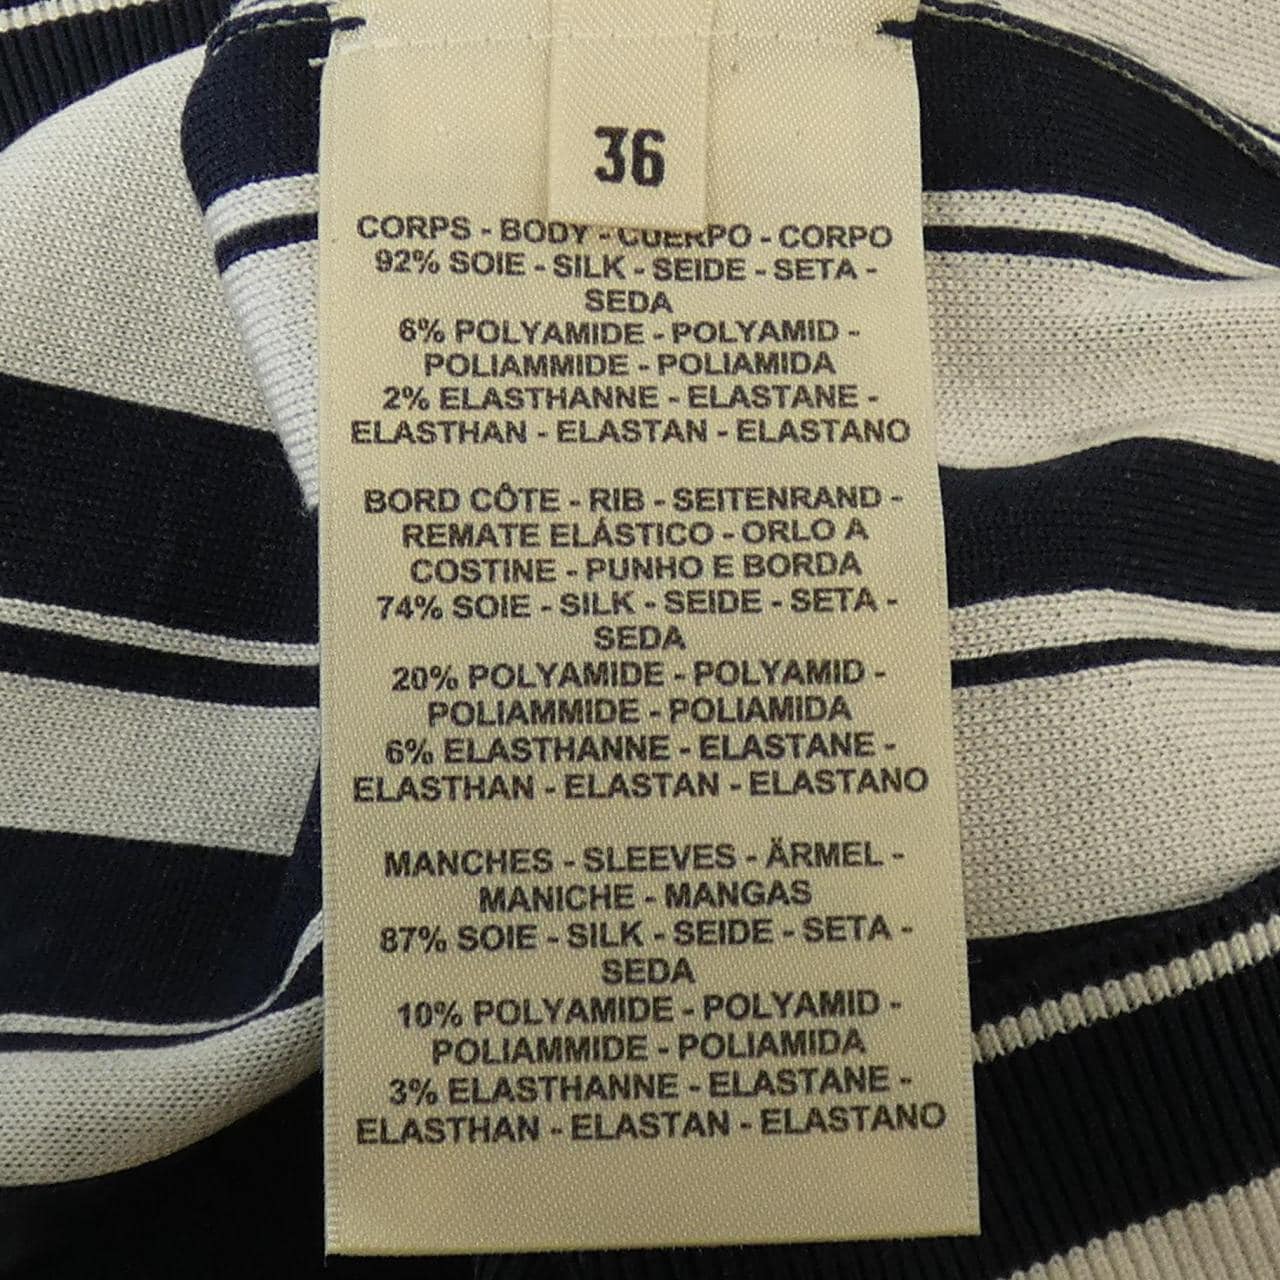 36
CORPS - BODY - CUERPO - CORPO
92% SOIE - SILK - SEIDE - SETA -
SEDA
6% POLYAMIDE - POLYAMID -
POLIAMMIDE - POLIAMIDA
2% ELASTHANNE - ELASTANE -
ELASTHAN - ELASTAN - ELASTANO
BORD CÔTE - RIB - SEITENRAND -
REMATE ELÁSTICO - ORLO A
COSTINE - PUNHO E BORDA
74% SOIE - SILK - SEIDE - SETA -
SEDA
20% POLYAMIDE - POLYAMID -
POLIAMMIDE - POLIAMIDA
6% ELASTHANNE - ELASTANE -
ELASTHAN - ELASTAN - ELASTANO
MANCHES - SLEEVES - ÄRMEL -
MANICHE - MANGAS
87% SOIE - SILK - SEIDE - SETA -
SEDA
10% POLYAMIDE - POLYAMID -
POLIAMMIDE - POLIAMIDA
3% ELASTHANNE - ELASTANE -
ELASTHAN - ELASTAN - ELASTANO